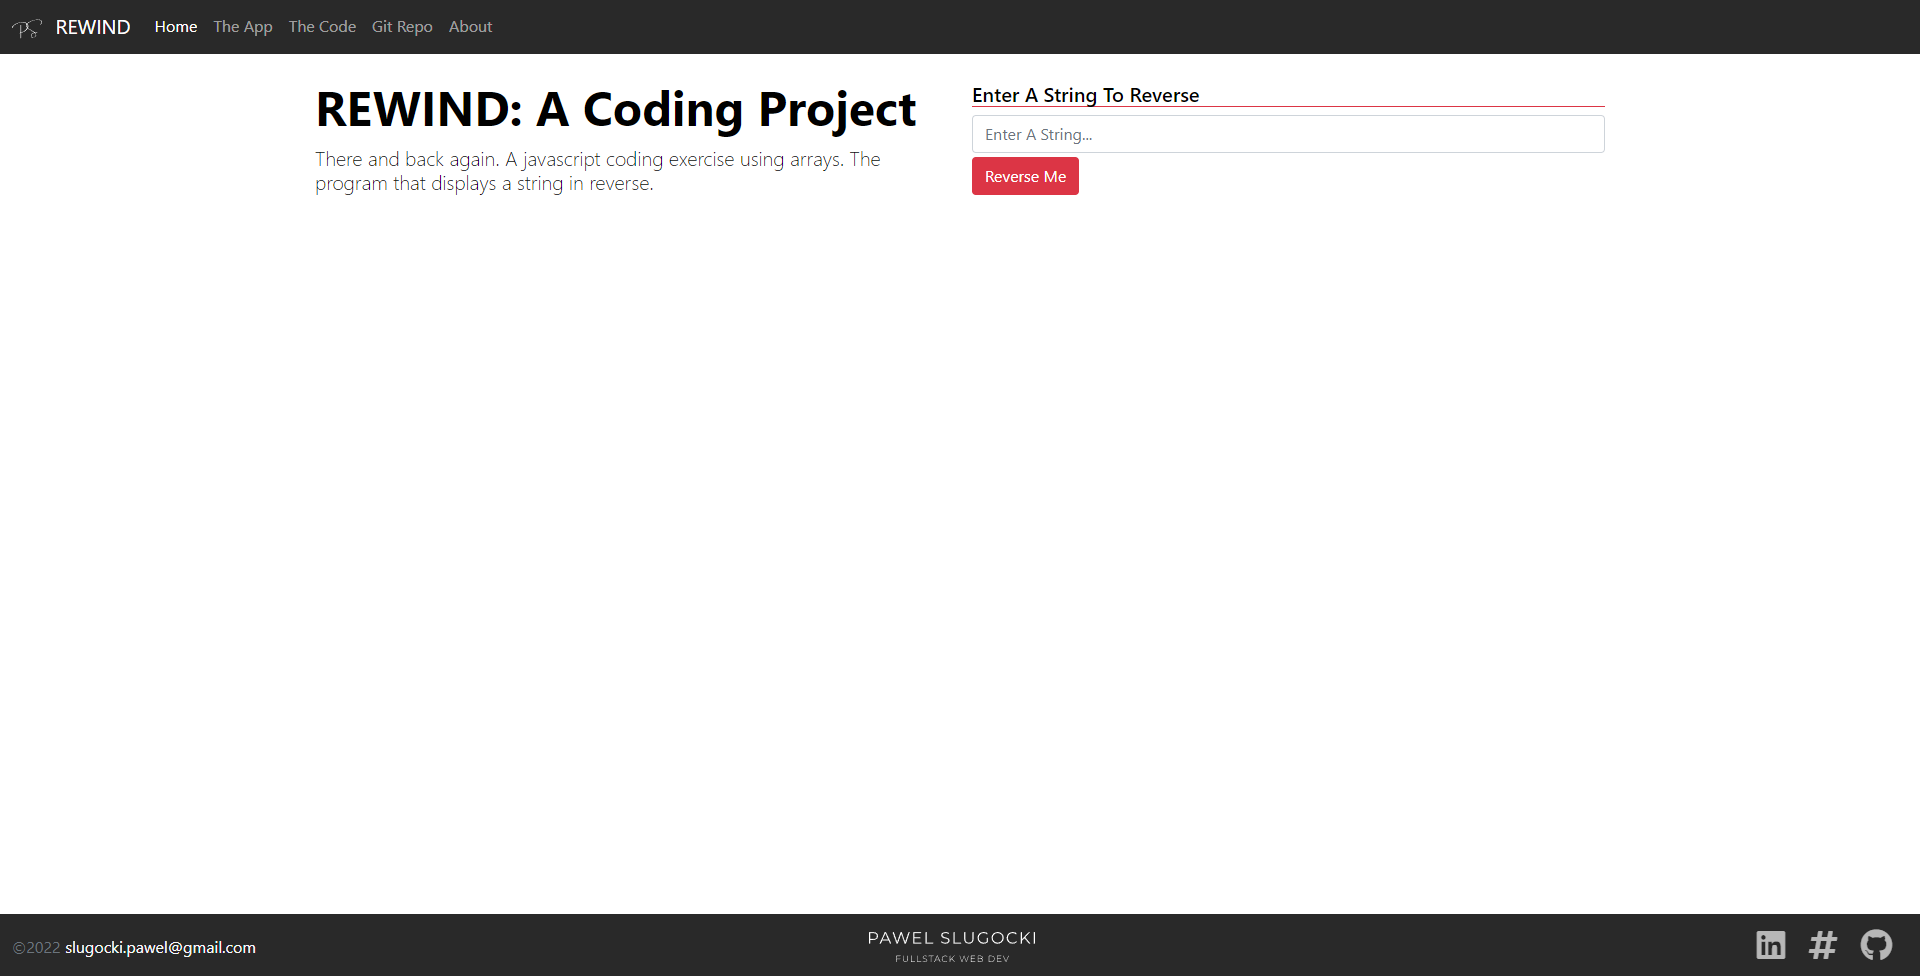 REWIND Home The App The Code Git Repo About
REWIND: A Coding Project
There and back again. A javascript coding exercise using arrays. The
program that displays a string in reverse.
Enter A String To Reverse
Enter A String...
Reverse Me
©2022 slugocki.pawel@gmail.com
PAWEL SLUGOCKI
FULLSTACK WEB DEV
in
#